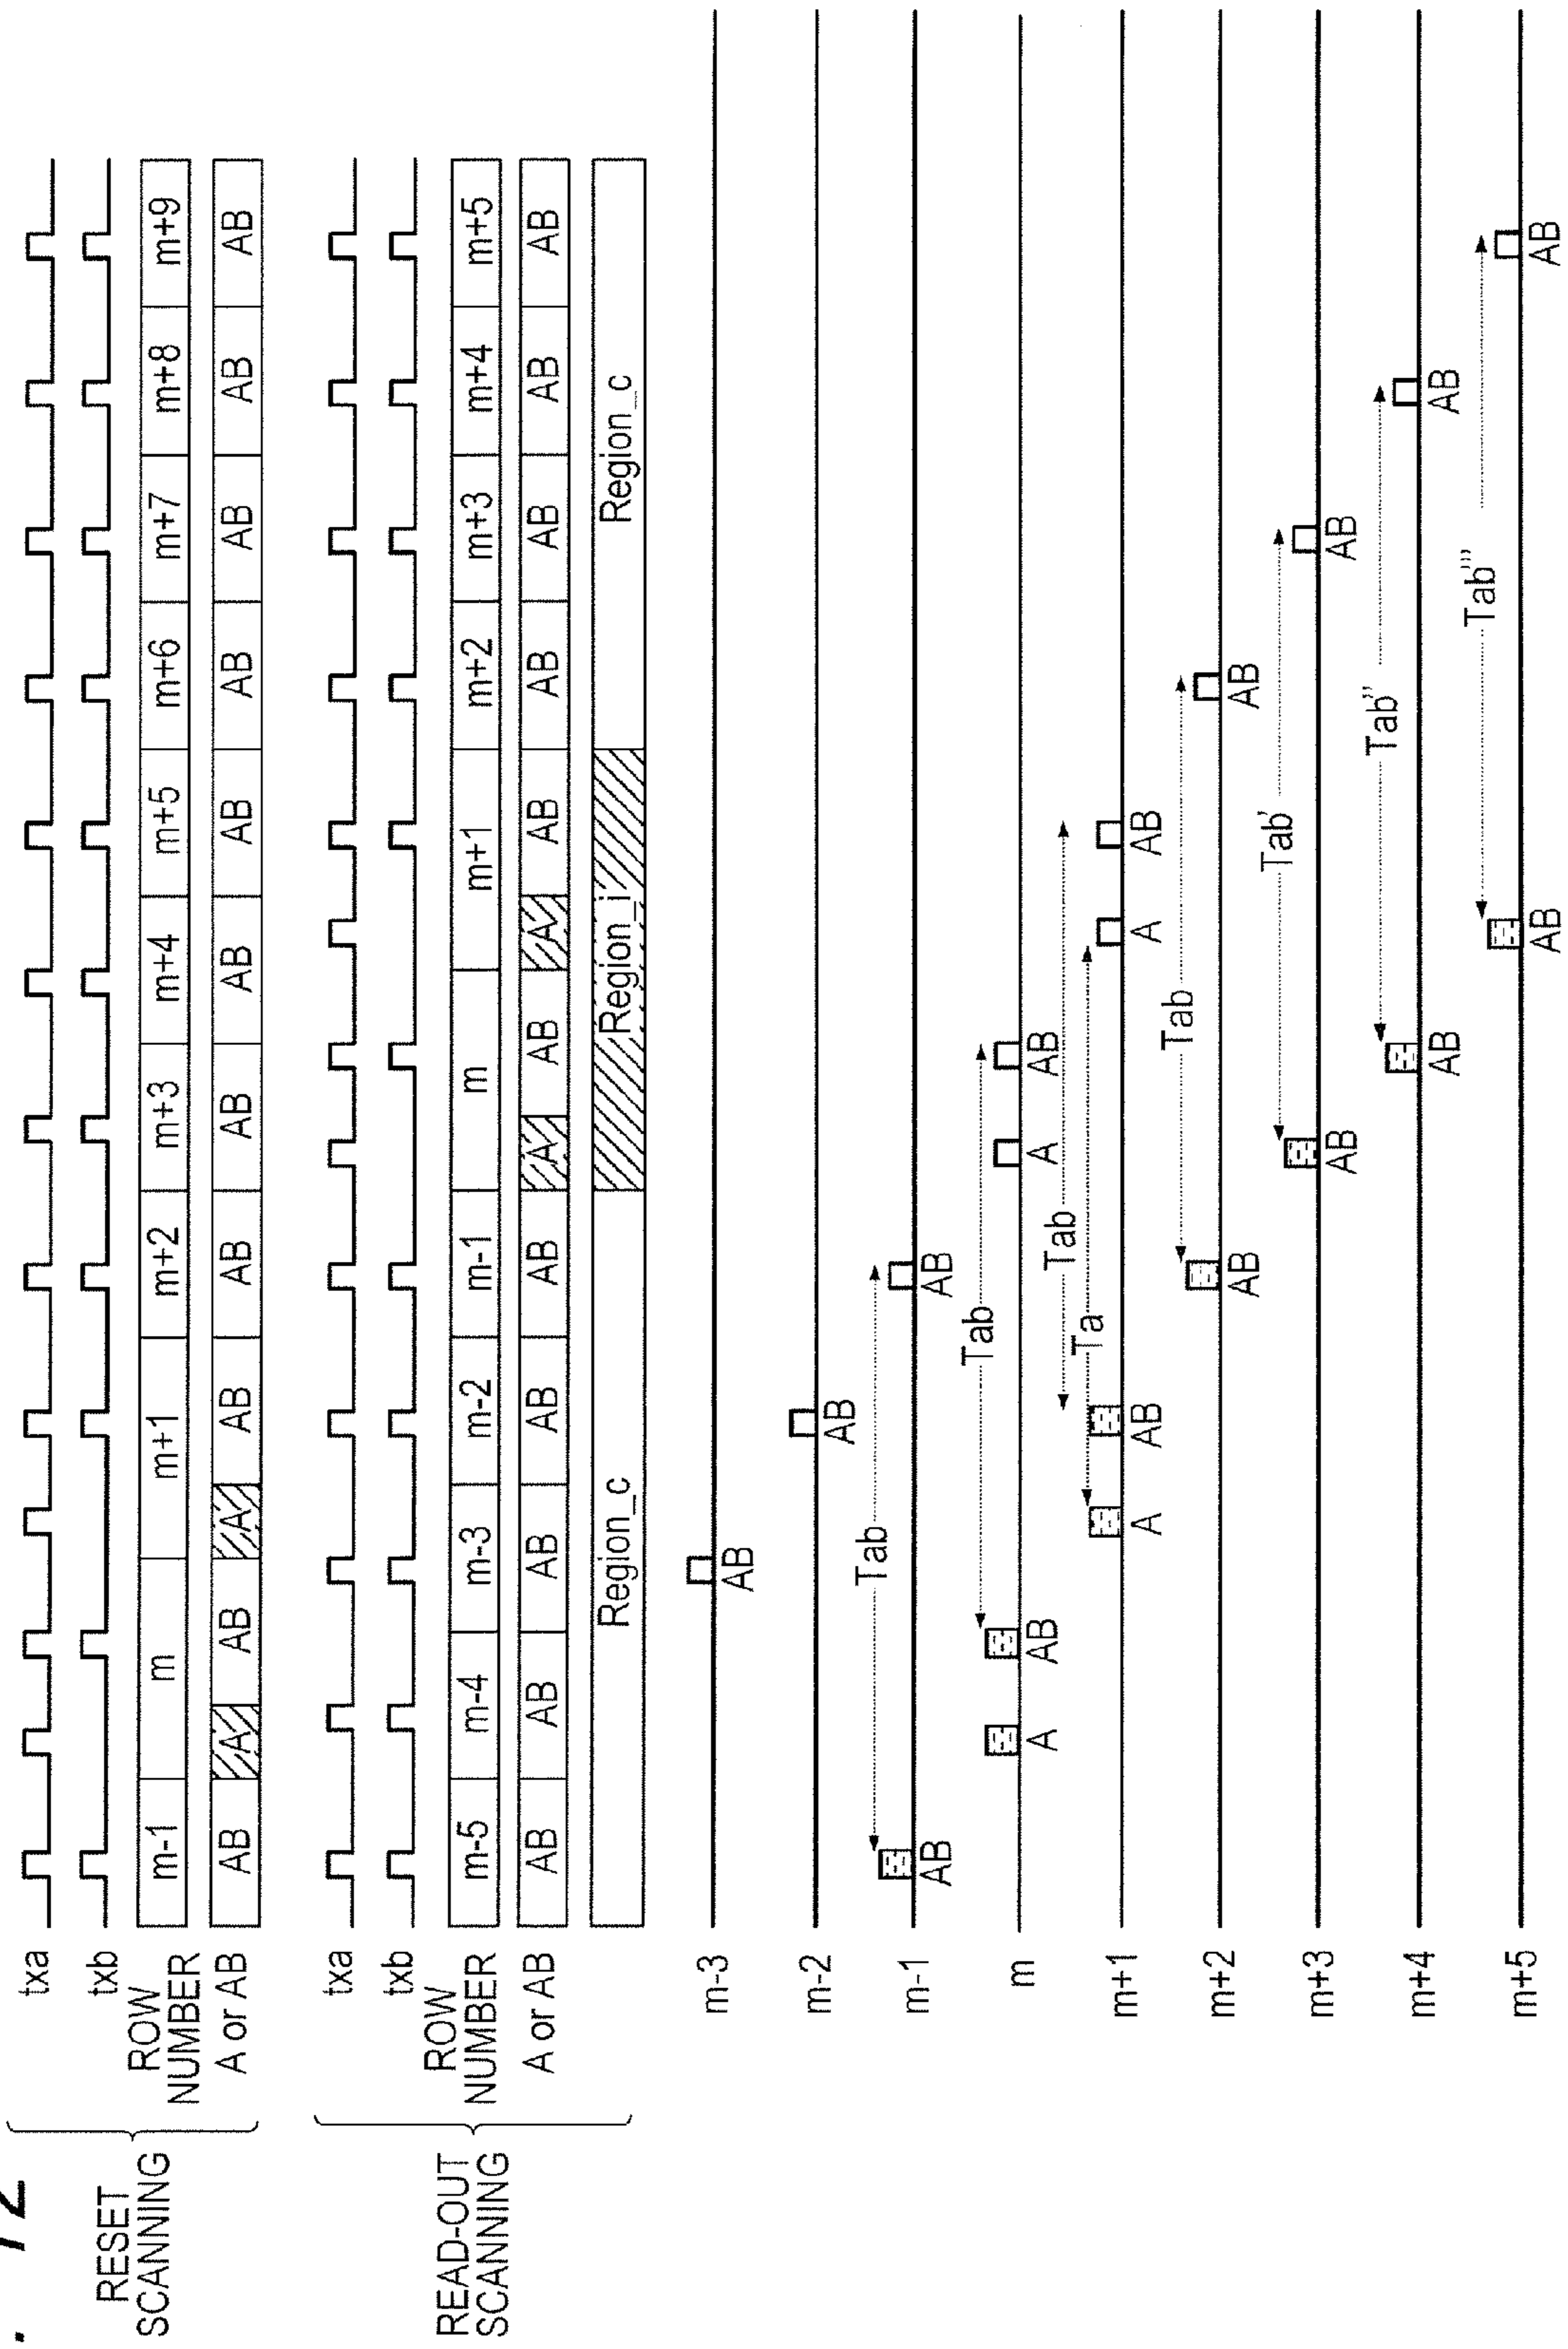 . 12
RESET
SCANNING
txa
txb
ROW
NUMBER
m-1 m m+1 m+2 m+3 m+4 m+5 m+6 m+7 m+8 m+9
A or AB
AB A AB A AB AB AB AB AB AB AB AB AB
READ-OUT
SCANNING
txa
txb
ROW
NUMBER
m-5 m-4 m-3 m-2 m-1 m m+1 m+2 m+3 m+4 m+5
A or AB
AB AB AB AB AB A AB A AB AB AB AB AB
Region_c Region_i Region_c
m-3
AB
m-2
AB
Tab
m-1
AB AB
Tab
m
A AB A AB
Tab
Ta
m+1
A AB A AB
Tab
m+2
AB AB
Tab'
m+3
AB AB
Tab''
m+4
AB AB
Tab'''
m+5
AB AB